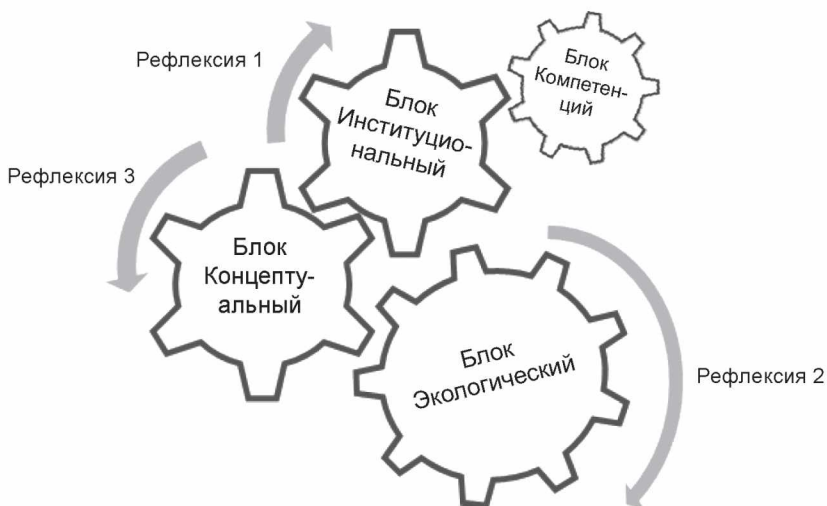 Рефлексия 1
Блок
Компетен-
ций
Блок
Институцио-
нальный
Рефлексия 3
Блок
Концепту-
альный
Блок
Экологический
Рефлексия 2